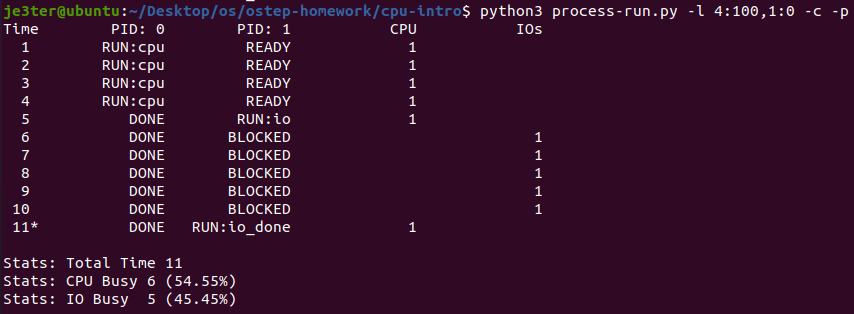 je3ter@ubuntu:~/Desktop/os/ostep-homework/cpu-intro$ python3 process-run.py -l 4:100,1:0 -c -p
Time        PID: 0        PID: 1           CPU           IOs
  1        RUN:cpu         READY             1
  2        RUN:cpu         READY             1
  3        RUN:cpu         READY             1
  4        RUN:cpu         READY             1
  5           DONE        RUN:io             1
  6           DONE       BLOCKED                           1
  7           DONE       BLOCKED                           1
  8           DONE       BLOCKED                           1
  9           DONE       BLOCKED                           1
 10           DONE       BLOCKED                           1
 11*          DONE   RUN:io_done             1

Stats: Total Time 11
Stats: CPU Busy 6 (54.55%)
Stats: IO Busy  5 (45.45%)